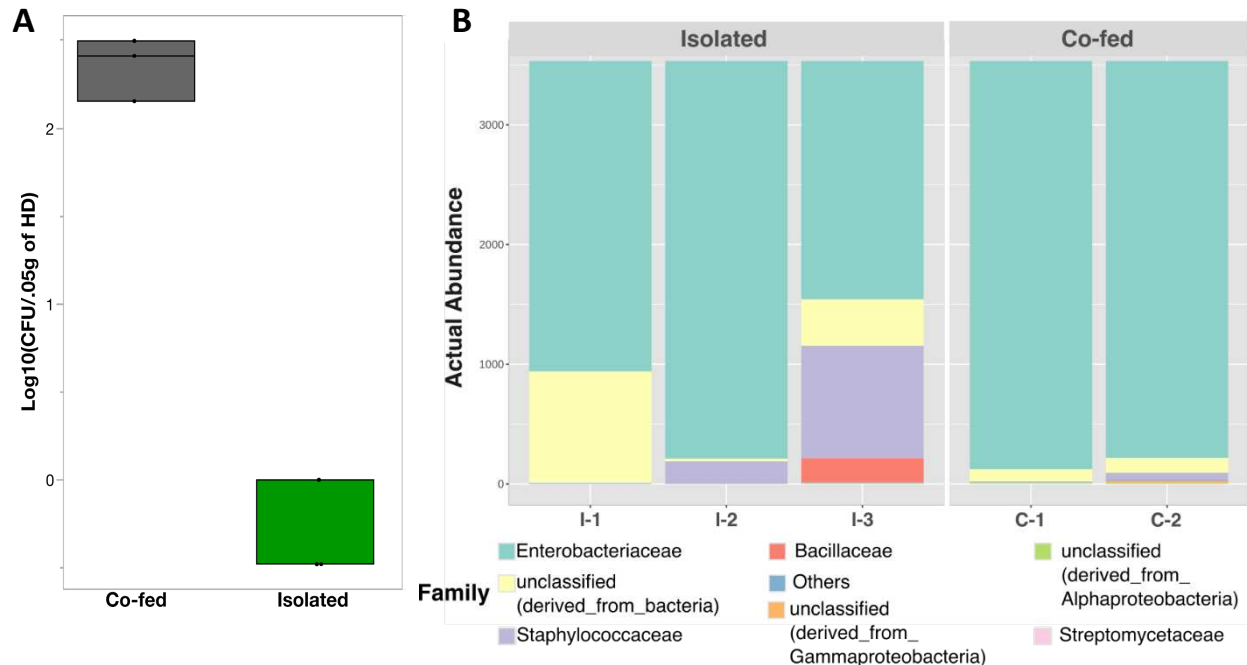 A
Log10(CFU/.05g of HD)
2
1
0
Co-fed
Isolated
B
Isolated
Co-fed
Actual Abundance
3000
2000
1000
0
I-1
I-2
I-3
C-1
C-2
Family
Enterobacteriaceae
unclassified
(derived_from_bacteria)
Staphylococcaceae
Bacillaceae
Others
unclassified
(derived_from_
Gammaproteobacteria)
unclassified
(derived_from_
Alphaproteobacteria)
Streptomycetaceae